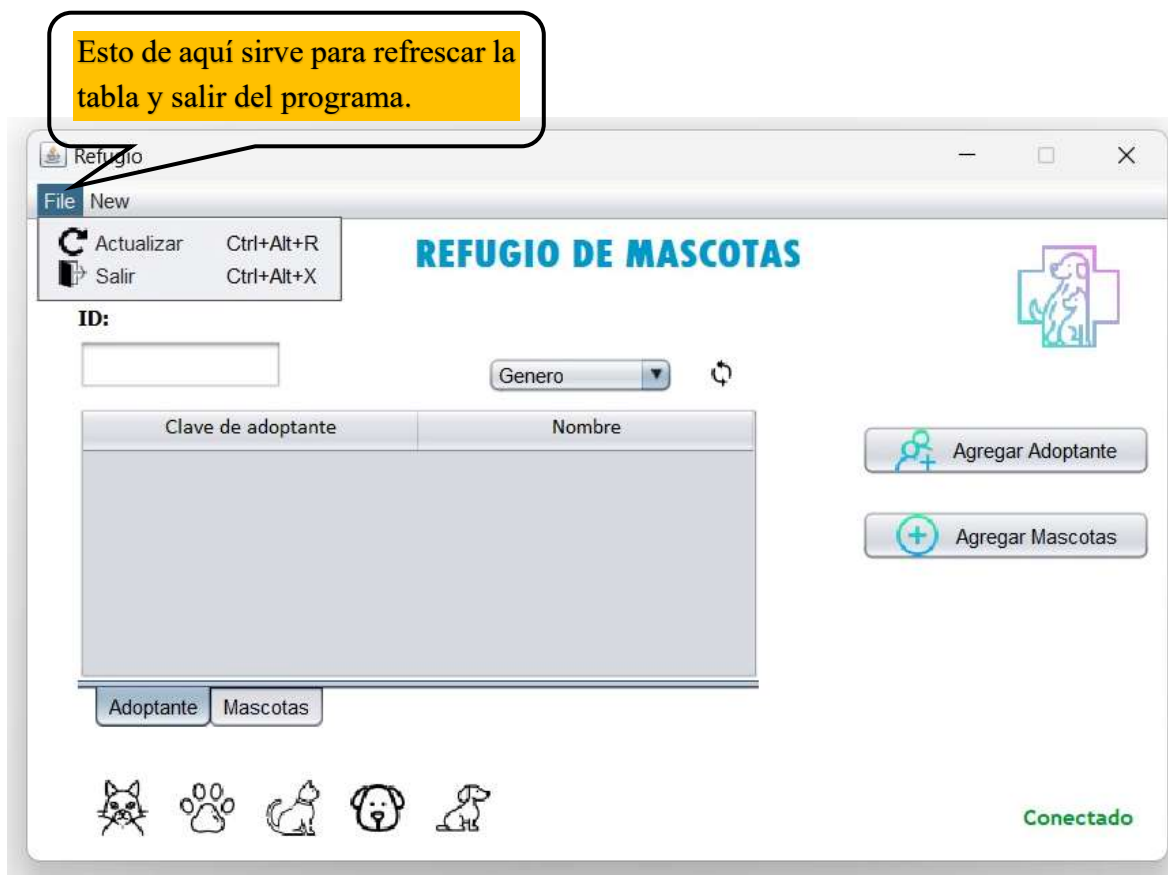 Esto de aquí sirve para refrescar la
tabla y salir del programa.
Refugio
File New
Actualizar Ctrl+Alt+R
Salir Ctrl+Alt+X
REFUGIO DE MASCOTAS
ID:
Genero
Clave de adoptante Nombre
Agregar Adoptante
Agregar Mascotas
Adoptante Mascotas
Conectado